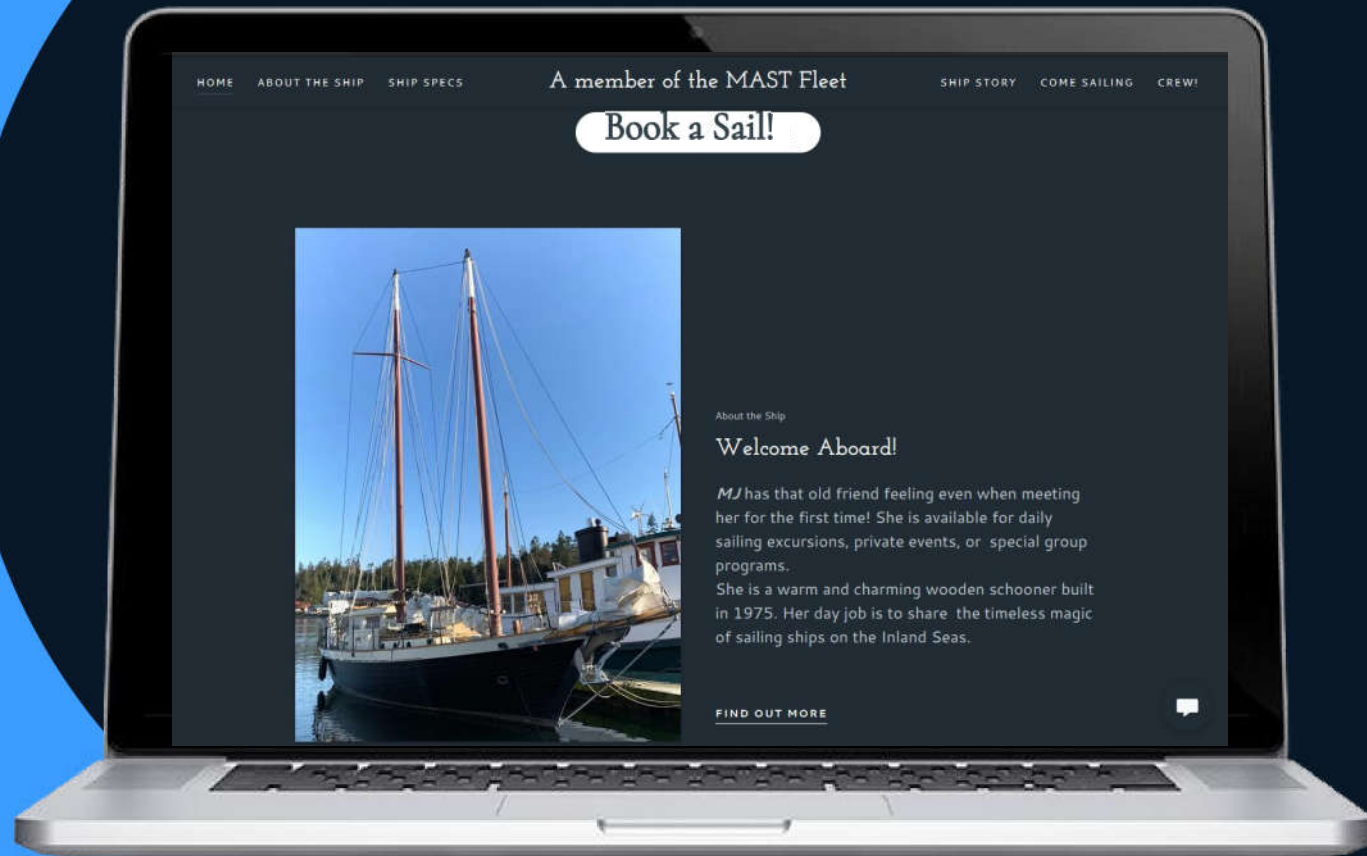 HOME ABOUT THE SHIP SHIP SPECS A member of the MAST Fleet SHIP STORY COME SAILING CREW!
Book a Sail!
About the Ship
Welcome Aboard!
MJ has that old friend feeling even when meeting
her for the first time! She is available for daily
sailing excursions, private events, or special group
programs.
She is a warm and charming wooden schooner built
in 1975. Her day job is to share the timeless magic
of sailing ships on the Inland Seas.
FIND OUT MORE